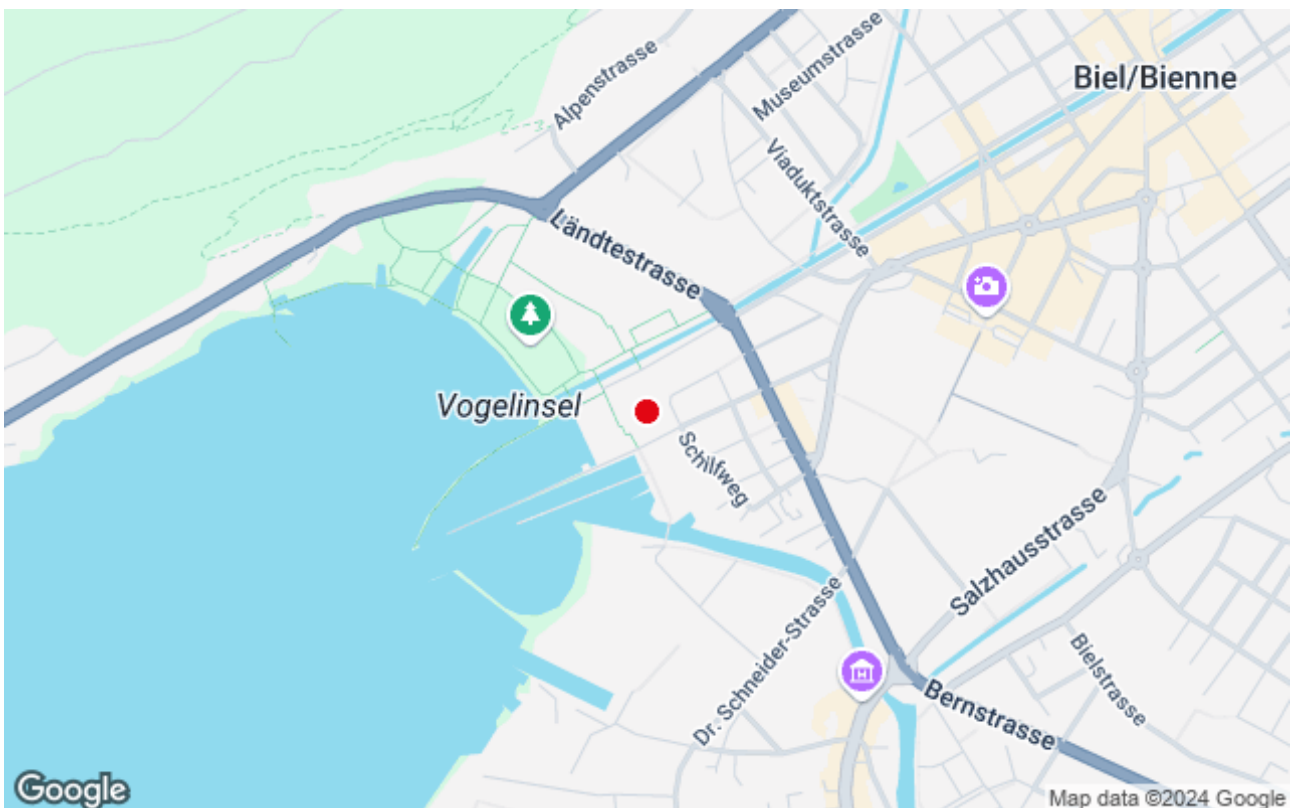 Alpenstrasse
Museumstrasse
Biel/Bienne
Viaduktstrasse
Ländtestrasse
Vogelinsel
Schilfweg
Salzhausstrasse
Dr. Schneider-Strasse
Bielstrasse
Bernstrasse
Google
Map data ©2024 Google